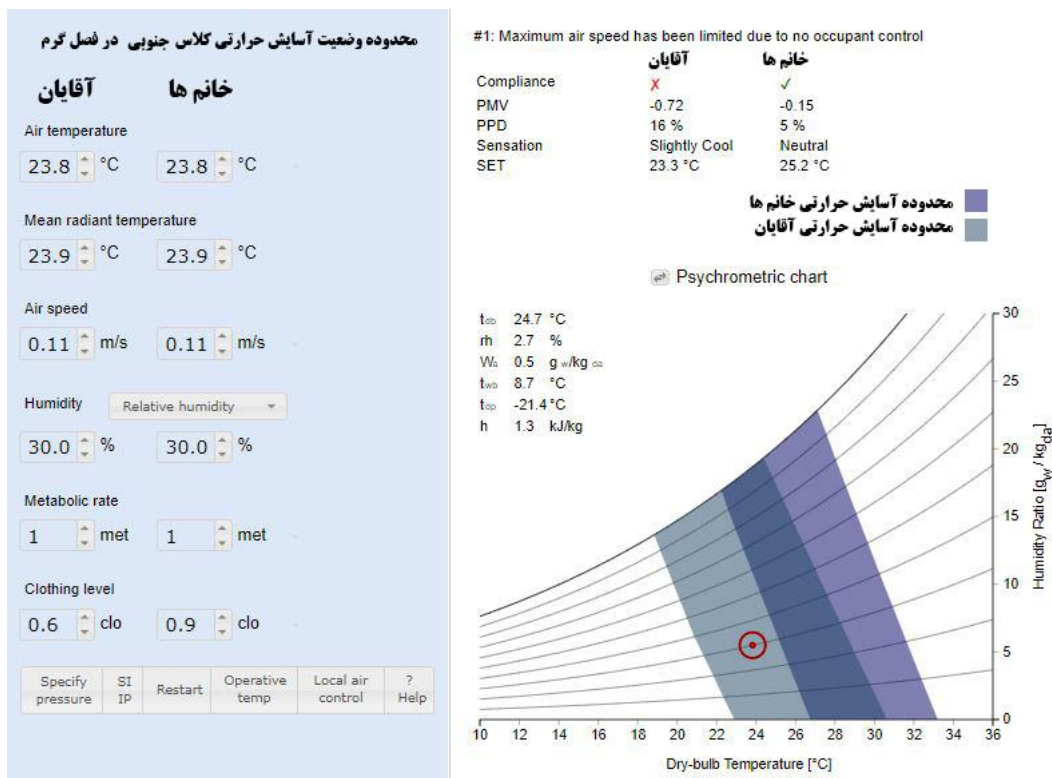 محدوده وضعیت آسایش حرارتی کلاس جنوبی در فصل گرم
آقایان خانم ها
Air temperature
23.8 °C 23.8 °C
Mean radiant temperature
23.9 °C 23.9 °C
Air speed
0.11 m/s 0.11 m/s
Humidity Relative humidity
30.0 % 30.0 %
Metabolic rate
1 met 1 met
Clothing level
0.6 clo 0.9 clo
Specify pressure SI IP Restart Operative temp Local air control ? Help
#1: Maximum air speed has been limited due to no occupant control
آقایان خانم ها
Compliance ✗ ✓
PMV -0.72 -0.15
PPD 16 % 5 %
Sensation Slightly Cool Neutral
SET 23.3 °C 25.2 °C
محدوده آسایش حرارتی خانم ها
محدوده آسایش حرارتی آقایان
Psychrometric chart
tdb 24.7 °C
rh 2.7 %
Wa 0.5 g w/kg da
twb 8.7 °C
tdp -21.4 °C
h 1.3 kJ/kg
30
25
20
15
10
5
0
Humidity Ratio [gw / kgda]
10 12 14 16 18 20 22 24 26 28 30 32 34 36
Dry-bulb Temperature [°C]